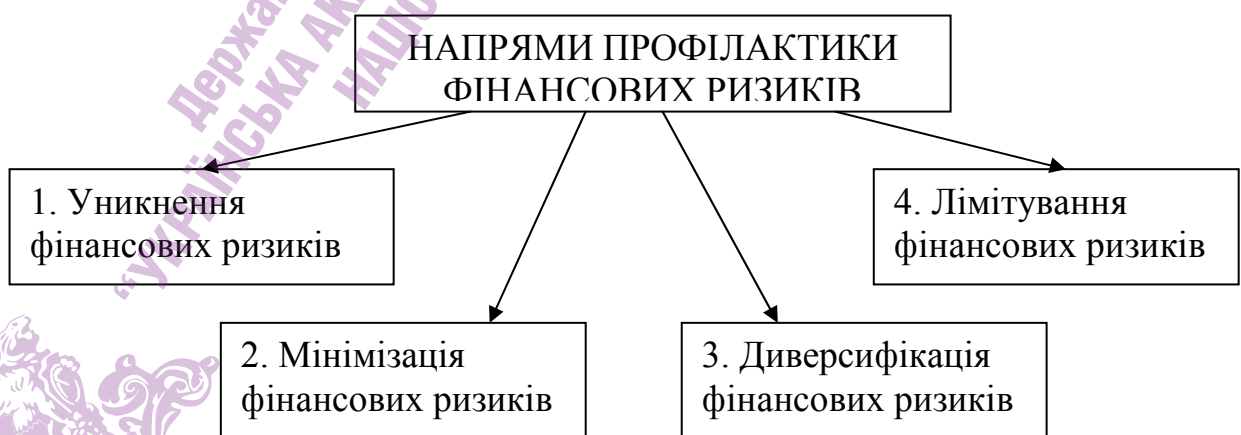 НАПРЯМИ ПРОФІЛАКТИКИ
ФІНАНСОВИХ РИЗИКІВ
1. Уникнення
фінансових ризиків
4. Лімітування
фінансових ризиків
2. Мінімізація
фінансових ризиків
3. Диверсифікація
фінансових ризиків